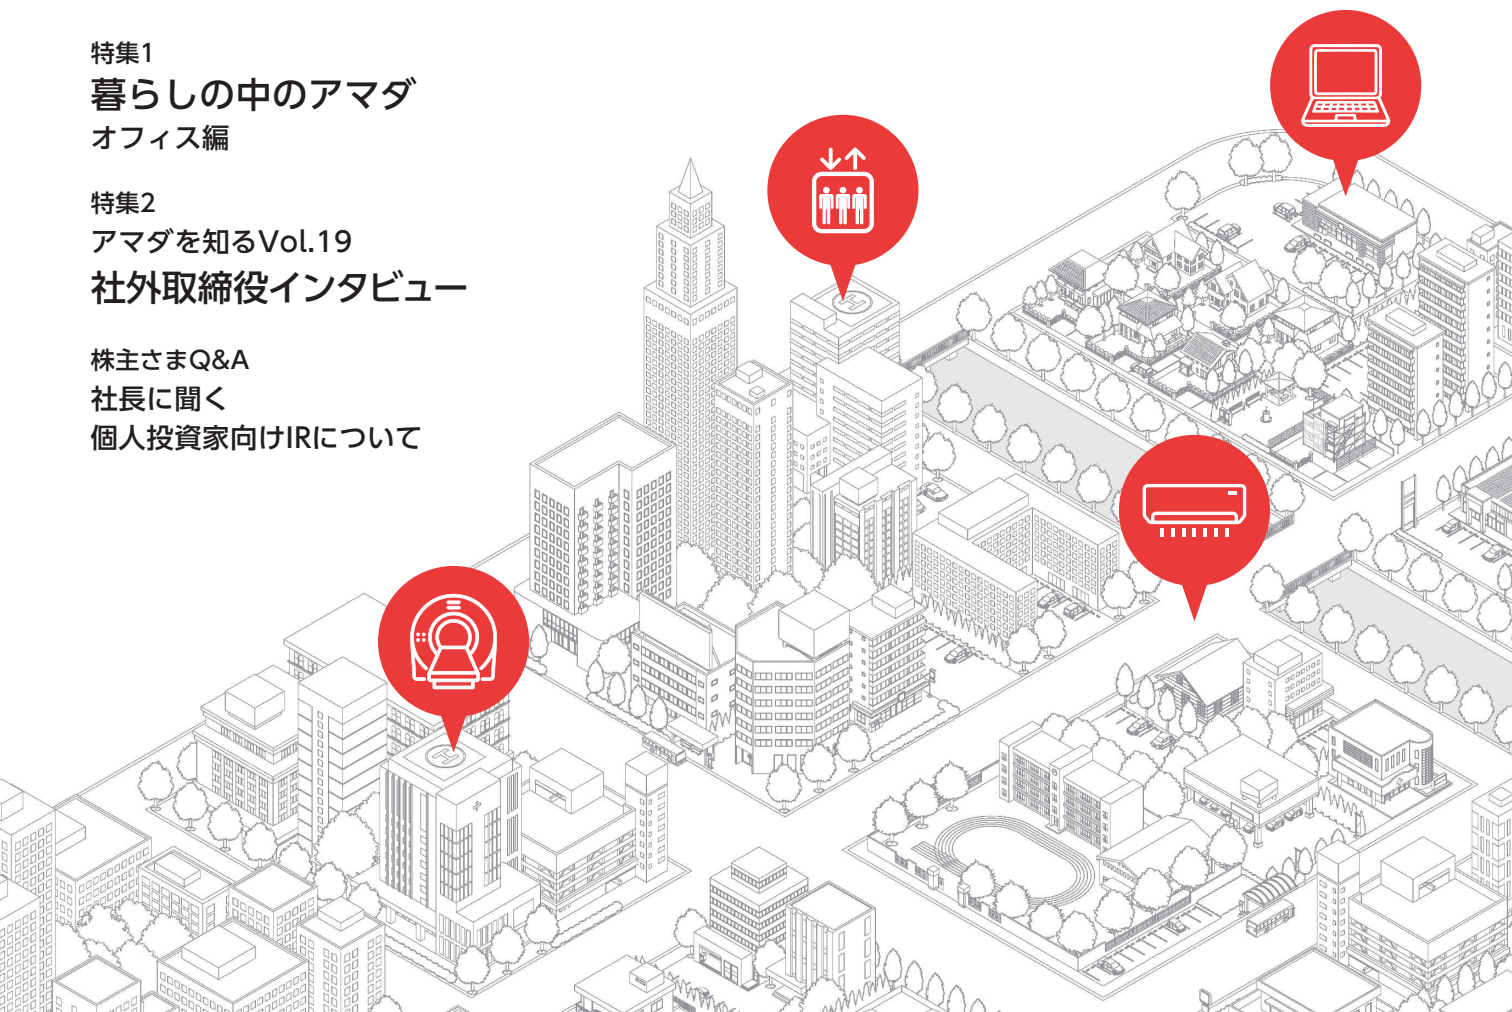 特集1
暮らしの中のアマダ
オフィス編
特集2
アマダを知るVol.19
社外取締役インタビュー
株主さまQ&A
社長に聞く
個人投資家向けIRについて
H
H